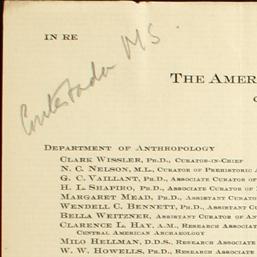 IN RE
Contestado MS.
THE AMER
DEPARTMENT OF ANTHROPOLOGY
CLARK WISSLER, PH.D., CURATOR-IN-CHIEF
N. C. NELSON, M.L., CURATOR OF PREHISTORIC A
G. C. VAILLANT, PH.D., ASSOCIATE CURATOR OF
H. L. SHAPIRO, PH.D., ASSOCIATE CURATOR OF
MARGARET MEAD, PH.D., ASSISTANT CURATO
WENDELL C. BENNETT, PH.D., ASSISTANT CU
BELLA WEITZNER, ASSISTANT CURATOR OF AN
CLARENCE L. HAY, A.M., RESEARCH ASSOCIAT
CENTRAL AMERICAN ARCHAEOLOGY
MILO HELLMAN, D.D.S., RESEARCH ASSOCIATE
W. W. HOWELLS, PH.D., RESEARCH ASSOCIATE